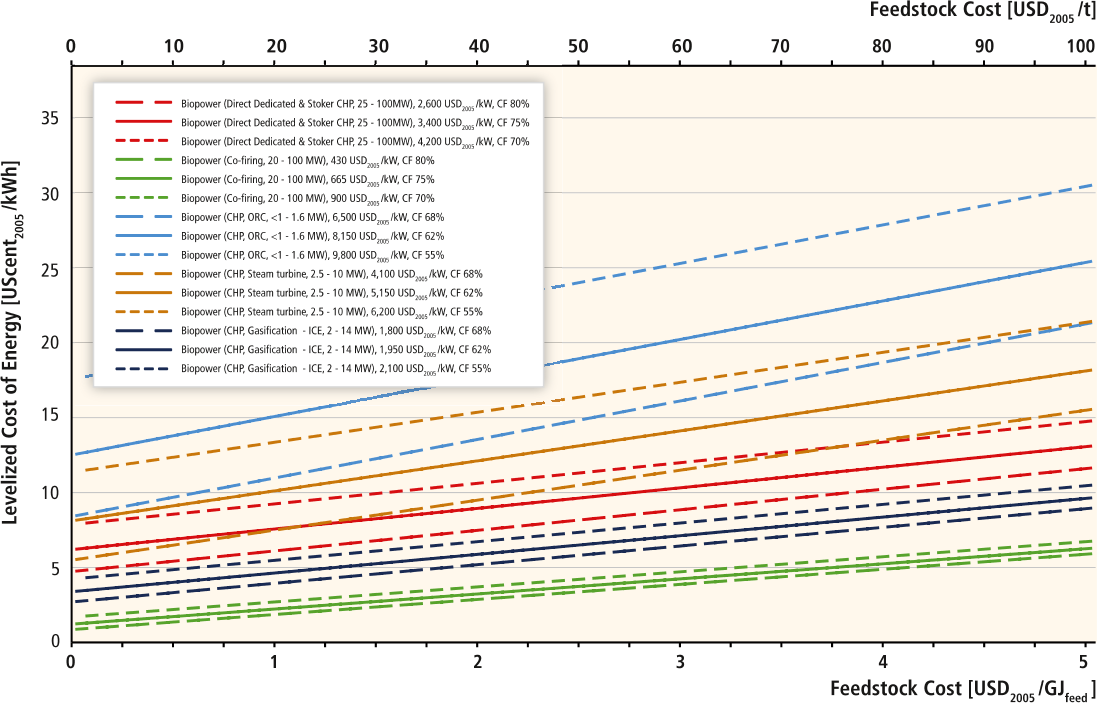 Feedstock Cost [USD2005 /t]
0 10 20 30 40 50 60 70 80 90 100
Levelized Cost of Energy [UScent2005 /kWh]
35
30
25
20
15
10
5
0
Biopower (Direct Dedicated & Stoker CHP, 25 - 100MW), 2,600 USD2005 /kW, CF 80%
Biopower (Direct Dedicated & Stoker CHP, 25 - 100MW), 3,400 USD2005 /kW, CF 75%
Biopower (Direct Dedicated & Stoker CHP, 25 - 100MW), 4,200 USD2005 /kW, CF 70%
Biopower (Co-firing, 20 - 100 MW), 430 USD2005 /kW, CF 80%
Biopower (Co-firing, 20 - 100 MW), 665 USD2005 /kW, CF 75%
Biopower (Co-firing, 20 - 100 MW), 900 USD2005 /kW, CF 70%
Biopower (CHP, ORC, <1 - 1.6 MW), 6,500 USD2005 /kW, CF 68%
Biopower (CHP, ORC, <1 - 1.6 MW), 8,150 USD2005 /kW, CF 62%
Biopower (CHP, ORC, <1 - 1.6 MW), 9,800 USD2005 /kW, CF 55%
Biopower (CHP, Steam turbine, 2.5 - 10 MW), 4,100 USD2005 /kW, CF 68%
Biopower (CHP, Steam turbine, 2.5 - 10 MW), 5,150 USD2005 /kW, CF 62%
Biopower (CHP, Steam turbine, 2.5 - 10 MW), 6,200 USD2005 /kW, CF 55%
Biopower (CHP, Gasification - ICE, 2 - 14 MW), 1,800 USD2005 /kW, CF 68%
Biopower (CHP, Gasification - ICE, 2 - 14 MW), 1,950 USD2005 /kW, CF 62%
Biopower (CHP, Gasification - ICE, 2 - 14 MW), 2,100 USD2005 /kW, CF 55%
0 1 2 3 4 5
Feedstock Cost [USD2005 /GJfeed ]